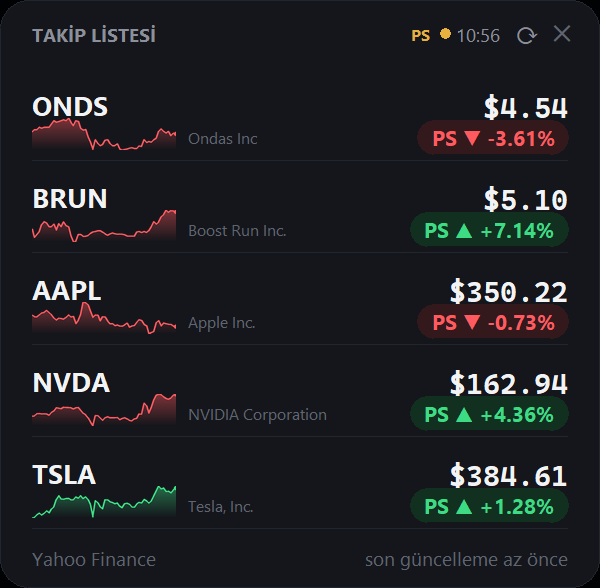 TAKİP LİSTESİ PS 10:56
ONDS $4.54
Ondas Inc PS ▼ -3.61%
BRUN $5.10
Boost Run Inc. PS ▲ +7.14%
AAPL $350.22
Apple Inc. PS ▼ -0.73%
NVDA $162.94
NVIDIA Corporation PS ▲ +4.36%
TSLA $384.61
Tesla, Inc. PS ▲ +1.28%
Yahoo Finance son güncelleme az önce